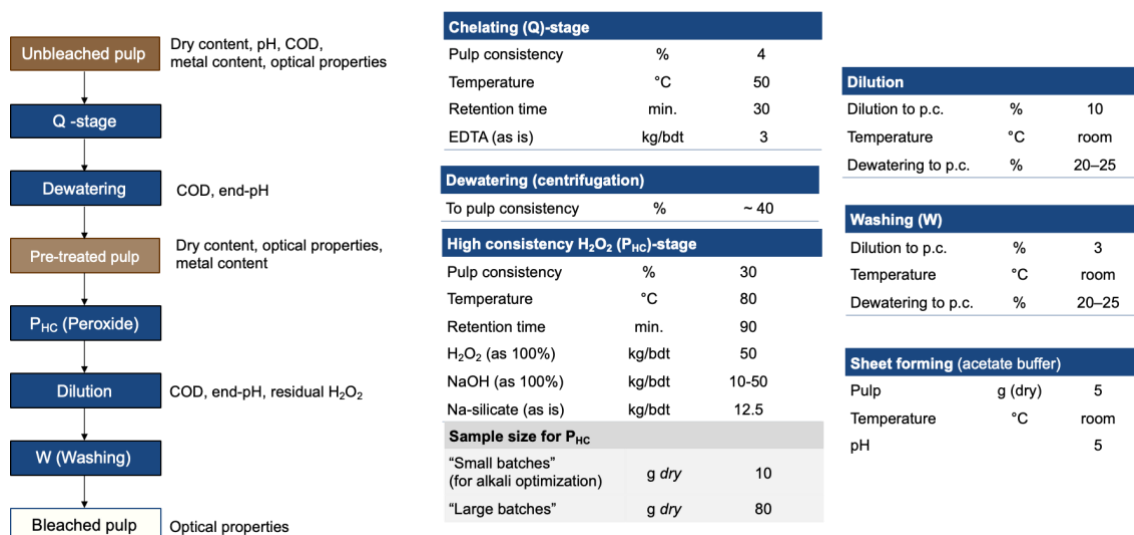 Unbleached pulp
Dry content, pH, COD,
metal content, optical properties
Q -stage
Dewatering
COD, end-pH
Pre-treated pulp
Dry content, optical properties,
metal content
P_HC (Peroxide)
Dilution
COD, end-pH, residual H₂O₂
W (Washing)
Bleached pulp
Optical properties
Chelating (Q)-stage
Pulp consistency % 4
Temperature °C 50
Retention time min. 30
EDTA (as is) kg/bdt 3
Dewatering (centrifugation)
To pulp consistency % ~ 40
High consistency H₂O₂ (P_HC)-stage
Pulp consistency % 30
Temperature °C 80
Retention time min. 90
H₂O₂ (as 100%) kg/bdt 50
NaOH (as 100%) kg/bdt 10-50
Na-silicate (as is) kg/bdt 12.5
Sample size for P_HC
“Small batches”
(for alkali optimization) g dry 10
“Large batches” g dry 80
Dilution
Dilution to p.c. % 10
Temperature °C room
Dewatering to p.c. % 20–25
Washing (W)
Dilution to p.c. % 3
Temperature °C room
Dewatering to p.c. % 20–25
Sheet forming (acetate buffer)
Pulp g (dry) 5
Temperature °C room
pH 5